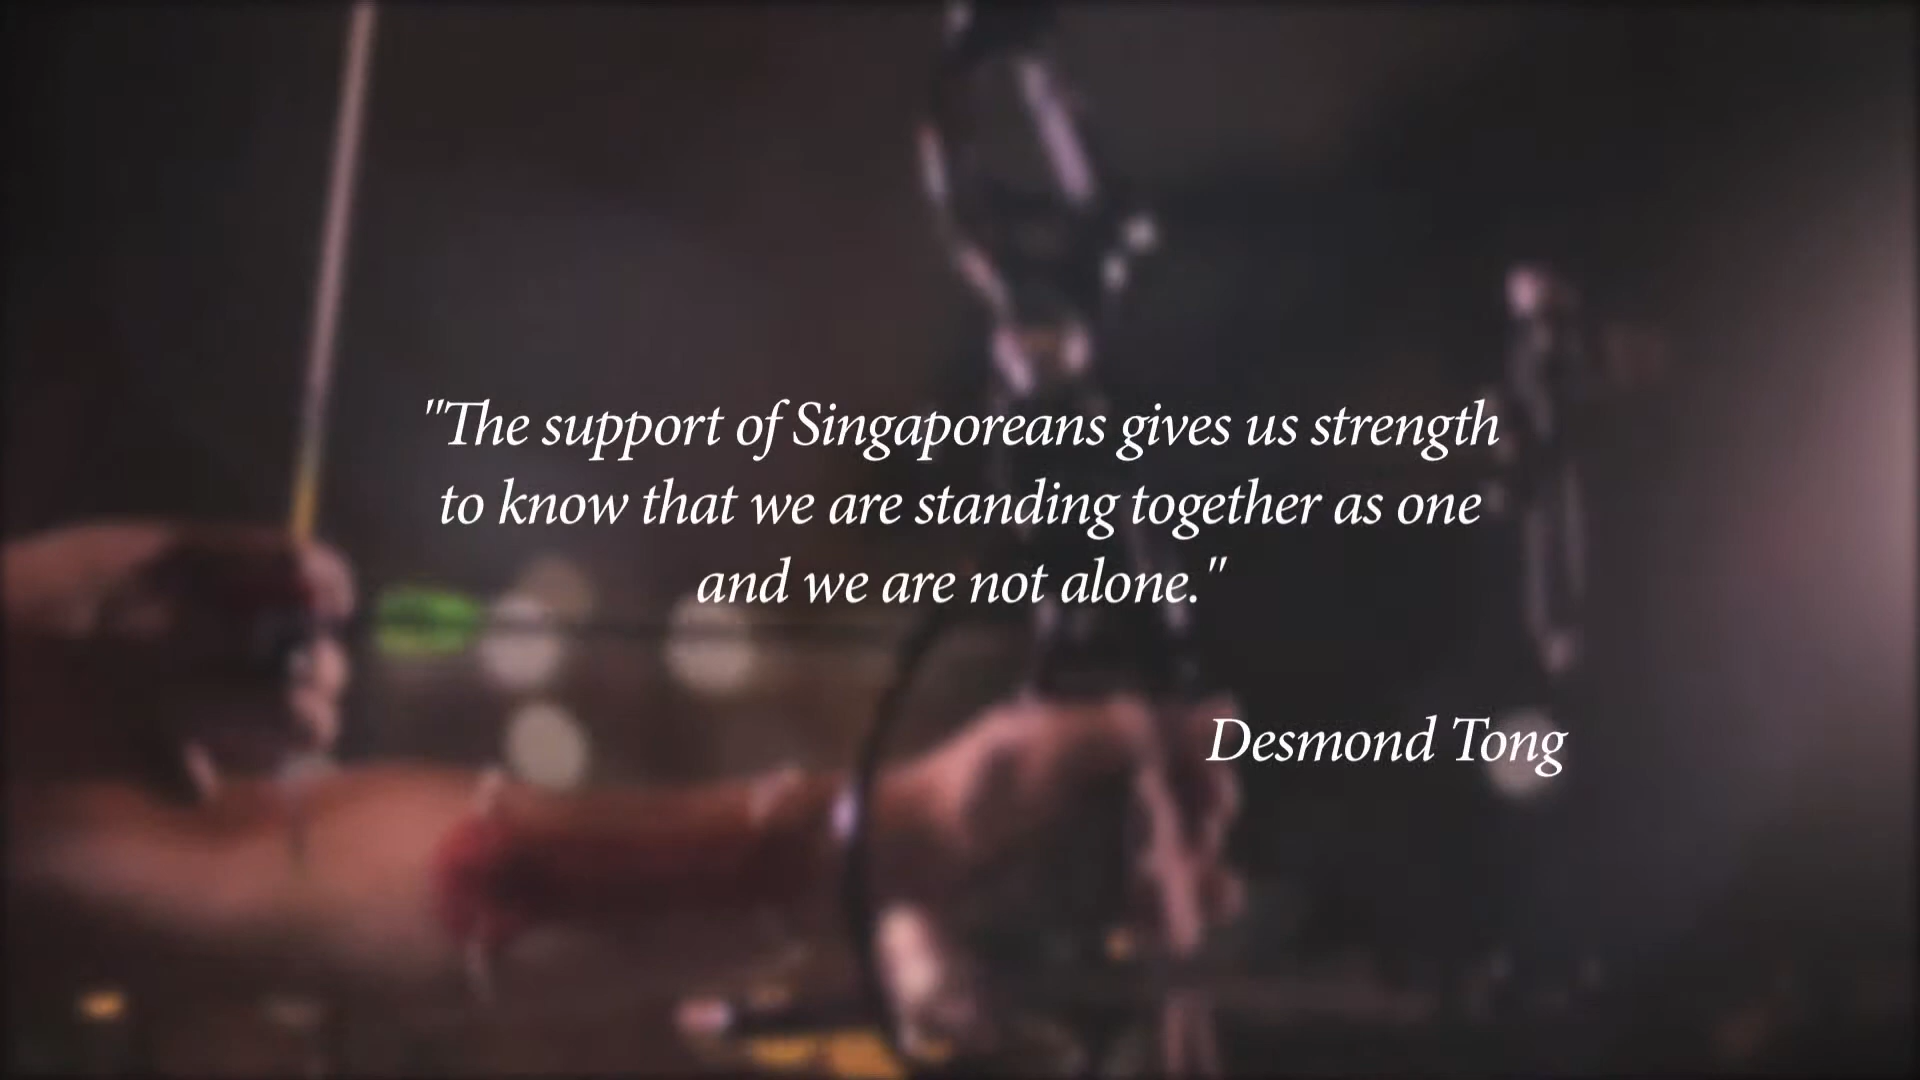 "The support of Singaporeans gives us strength
to know that we are standing together as one
and we are not alone."
Desmond Tong